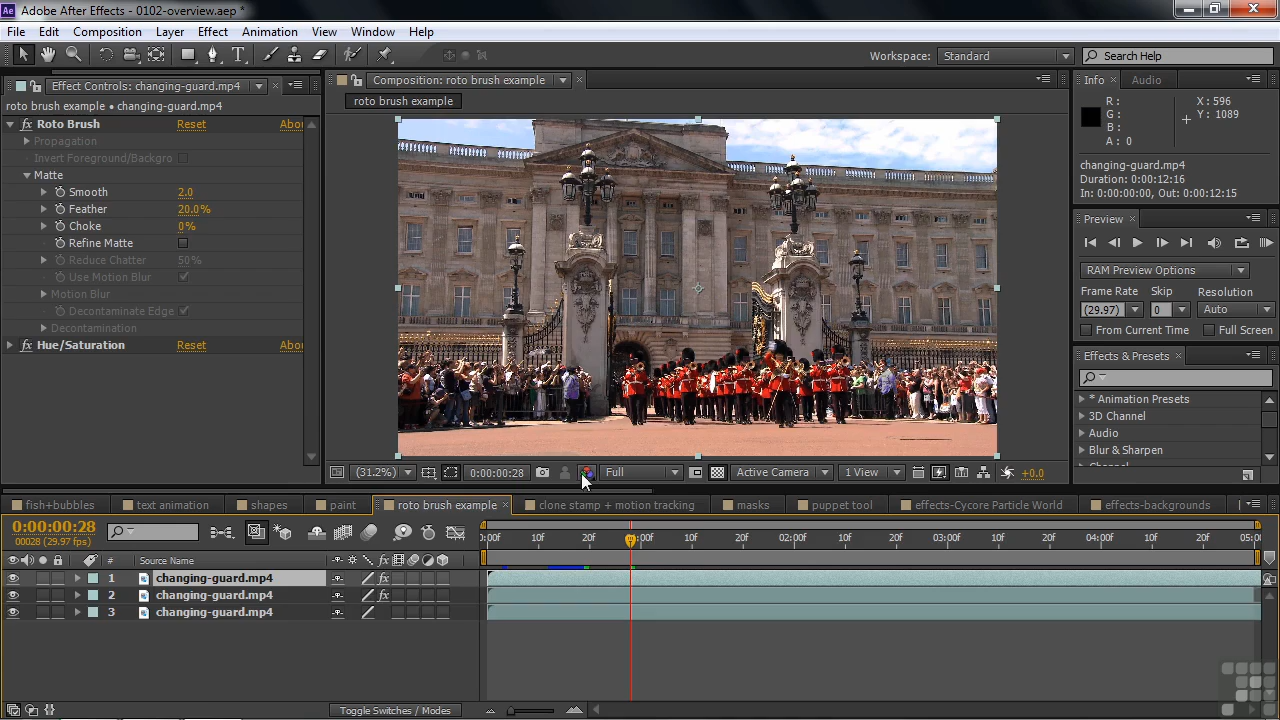 Ae Adobe After Effects - 0102-overview.aep *
File Edit Composition Layer Effect Animation View Window Help
Workspace: Standard Search Help
Effect Controls: changing-guard.mp4
roto brush example • changing-guard.mp4
fx Roto Brush Reset Abou
Propagation
Invert Foreground/Backgro
Matte
Smooth 2.0
Feather 20.0%
Choke 0%
Refine Matte
Reduce Chatter 50%
Use Motion Blur
Motion Blur
Decontaminate Edge
Decontamination
fx Hue/Saturation Reset Abou
Composition: roto brush example
roto brush example
(31.2%) 0:00:00:28 Full Active Camera 1 View +0.0
Info Audio
R : X : 596
G : Y : 1089
B :
A : 0
changing-guard.mp4
Duration: 0:00:12:16
In: 0:00:00:00, Out: 0:00:12:15
Preview
RAM Preview Options
Frame Rate Skip Resolution
(29.97) 0 Auto
From Current Time Full Screen
Effects & Presets
* Animation Presets
3D Channel
Audio
Blur & Sharpen
fish+bubbles text animation shapes paint roto brush example clone stamp + motion tracking masks puppet tool effects-Cycore Particle World effects-backgrounds
0:00:00:28
00028 (29.97 fps)
0:00f 10f 20f 01:00f 10f 20f 02:00f 10f 20f 03:00f 10f 20f 04:00f 10f 20f 05:00
# Source Name fx
1 changing-guard.mp4 fx
2 changing-guard.mp4 fx
3 changing-guard.mp4
Toggle Switches / Modes